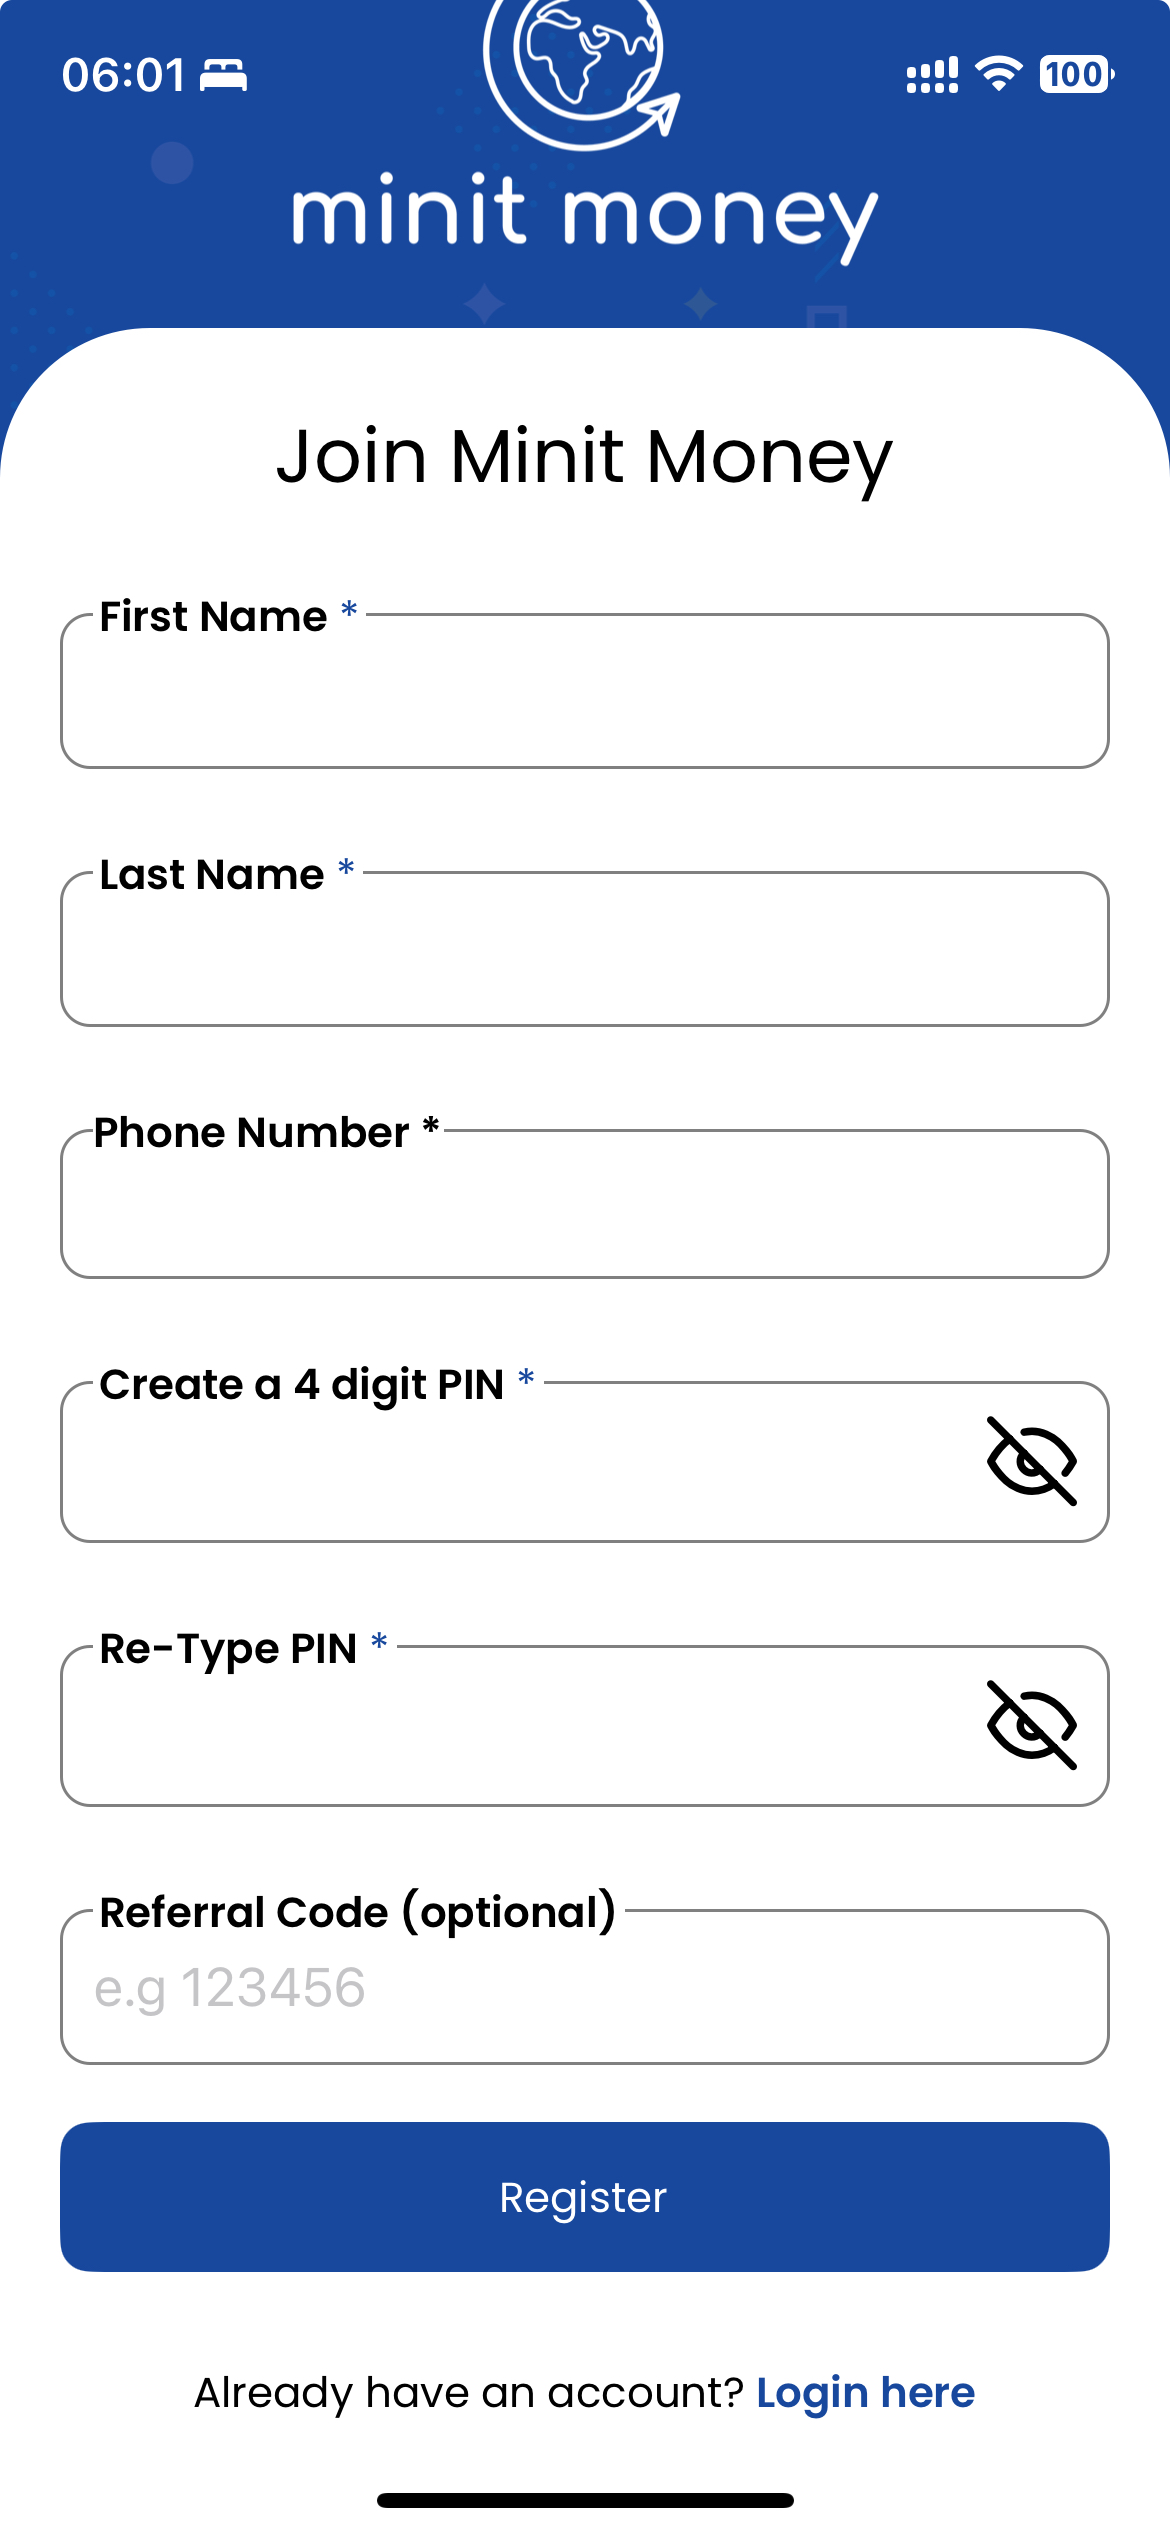 06:01
100
minit money
Join Minit Money
First Name *
Last Name *
Phone Number *
Create a 4 digit PIN *
Re-Type PIN *
Referral Code (optional)
e.g 123456
Register
Already have an account? Login here